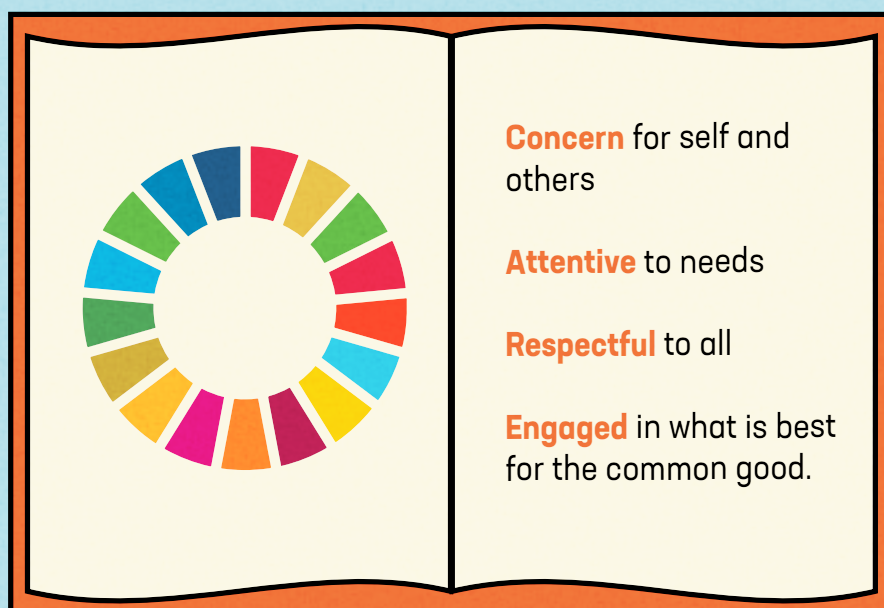 Concern for self and
others
Attentive to needs
Respectful to all
Engaged in what is best
for the common good.